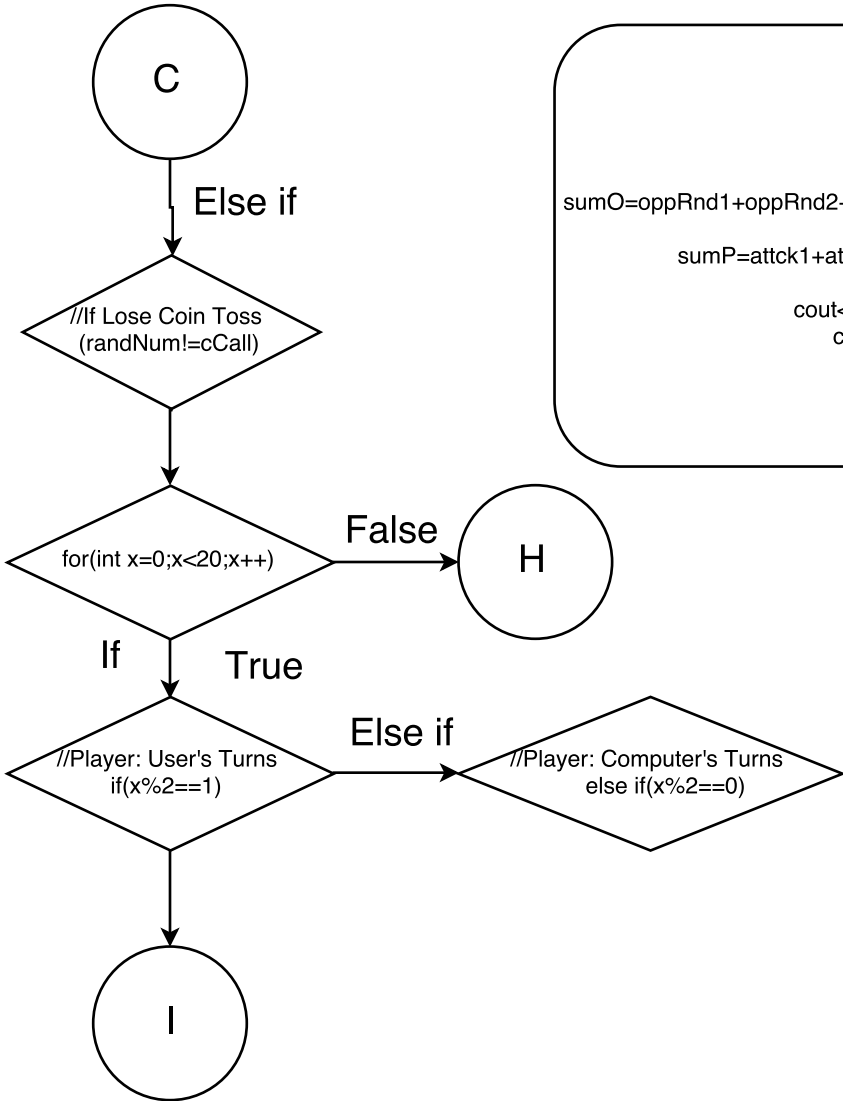 C
Else if
//If Lose Coin Toss
(randNum!=cCall)
for(int x=0;x<20;x++)
False
H
If
True
//Player: User's Turns
if(x%2==1)
Else if
//Player: Computer's Turns
else if(x%2==0)
I
sumO=oppRnd1+oppRnd2-
sumP=attck1+at
cout<
c